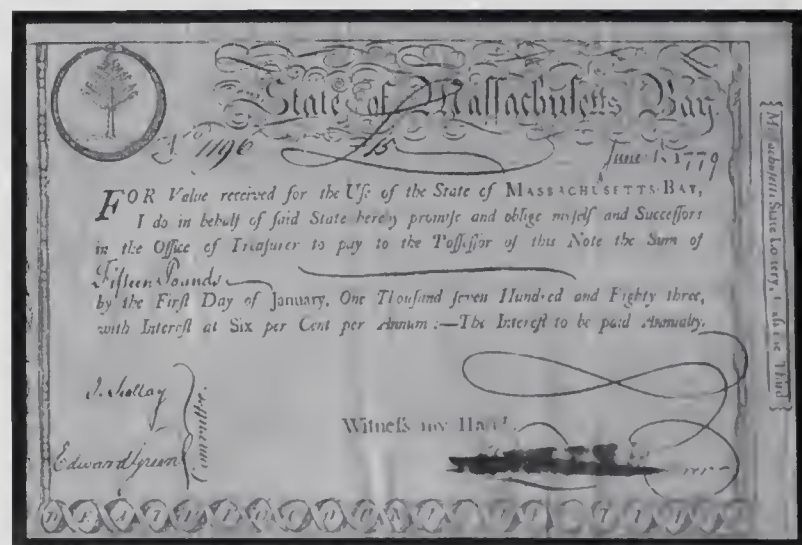 State of Massachusetts Bay.
No 1196 £15 June 1. 1779
FOR Value received for the Uſe of the State of MASSACHUSETTS-BAY,
I do in behalf of ſaid State hereby promiſe and oblige myſelf and Succeſſors
in the Office of Treaſurer to pay to the Poſſeſſor of this Note the Sum of
Fifteen Pounds
by the Firſt Day of January, One Thouſand ſeven Hundred and Eighty three,
with Intereſt at Six per Cent per Annum :—The Intereſt to be paid Annually.
Edward Green
Committee.
Witneſs my Hand.
Maſſachuſetts State Lottery, Claſs the Third